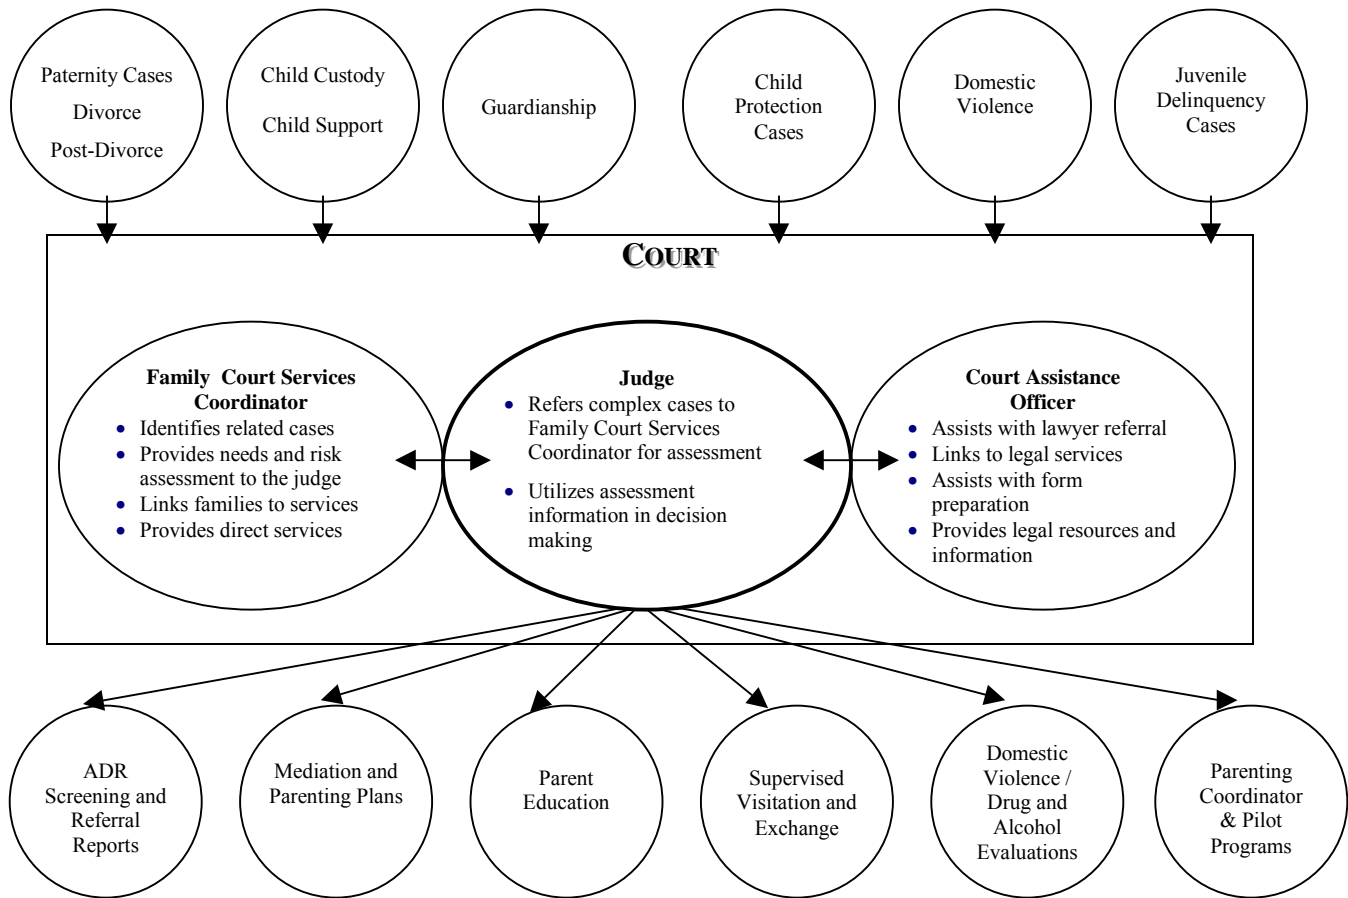 Paternity Cases
Divorce
Post-Divorce
Child Custody
Child Support
Guardianship
Child
Protection
Cases
Domestic
Violence
Juvenile
Delinquency
Cases
COURT
Family Court Services
Coordinator
• Identifies related cases
• Provides needs and risk
assessment to the judge
• Links families to services
• Provides direct services
Judge
• Refers complex cases to
Family Court Services
Coordinator for assessment
• Utilizes assessment
information in decision
making
Court Assistance
Officer
• Assists with lawyer referral
• Links to legal services
• Assists with form
preparation
• Provides legal resources and
information
ADR
Screening and
Referral
Reports
Mediation and
Parenting Plans
Parent
Education
Supervised
Visitation and
Exchange
Domestic
Violence /
Drug and
Alcohol
Evaluations
Parenting
Coordinator
& Pilot
Programs